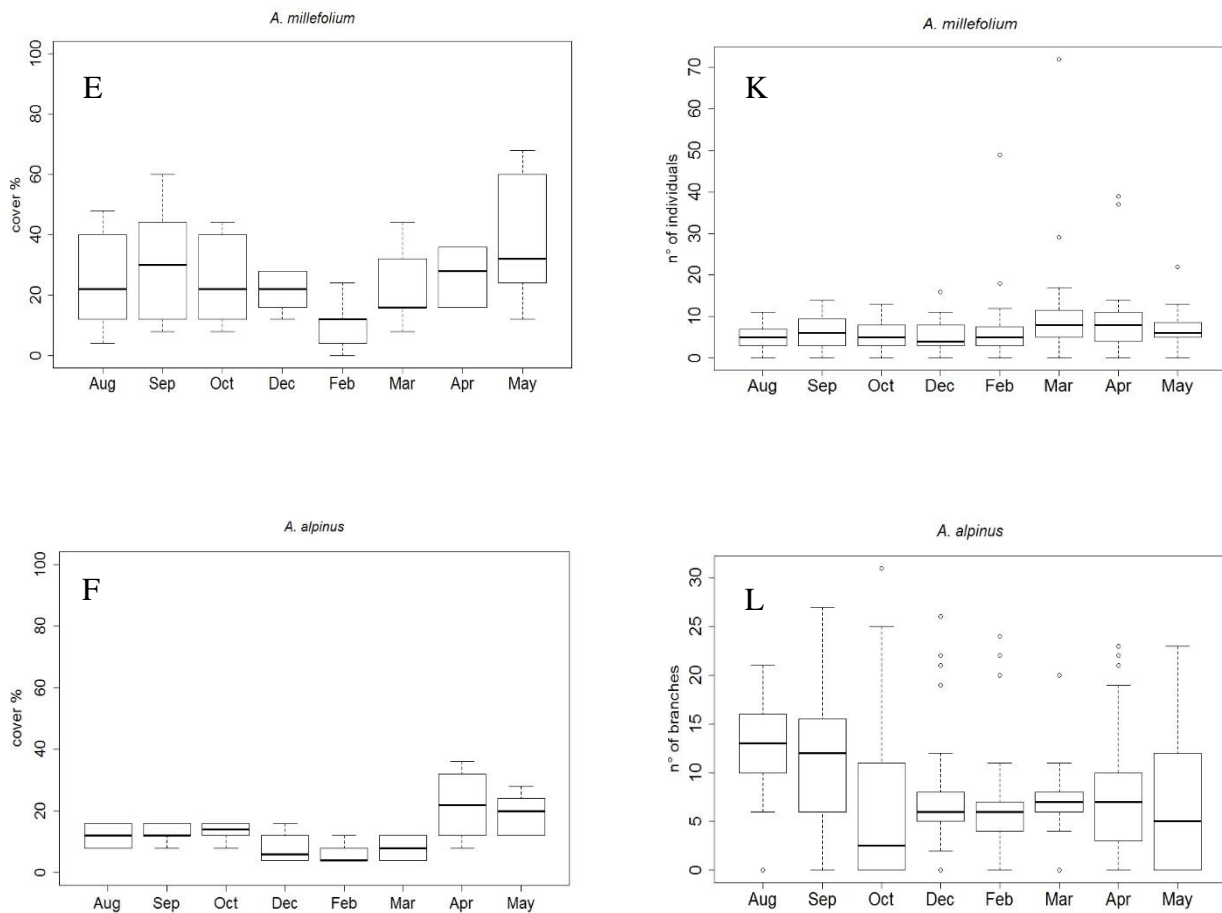 A. millefolium
E
cover %
100
80
60
40
20
0
Aug Sep Oct Dec Feb Mar Apr May
A. millefolium
K
n° of individuals
70
60
50
40
30
20
10
0
Aug Sep Oct Dec Feb Mar Apr May
A. alpinus
F
cover %
100
80
60
40
20
0
Aug Sep Oct Dec Feb Mar Apr May
A. alpinus
L
n° of branches
30
25
20
15
10
5
0
Aug Sep Oct Dec Feb Mar Apr May